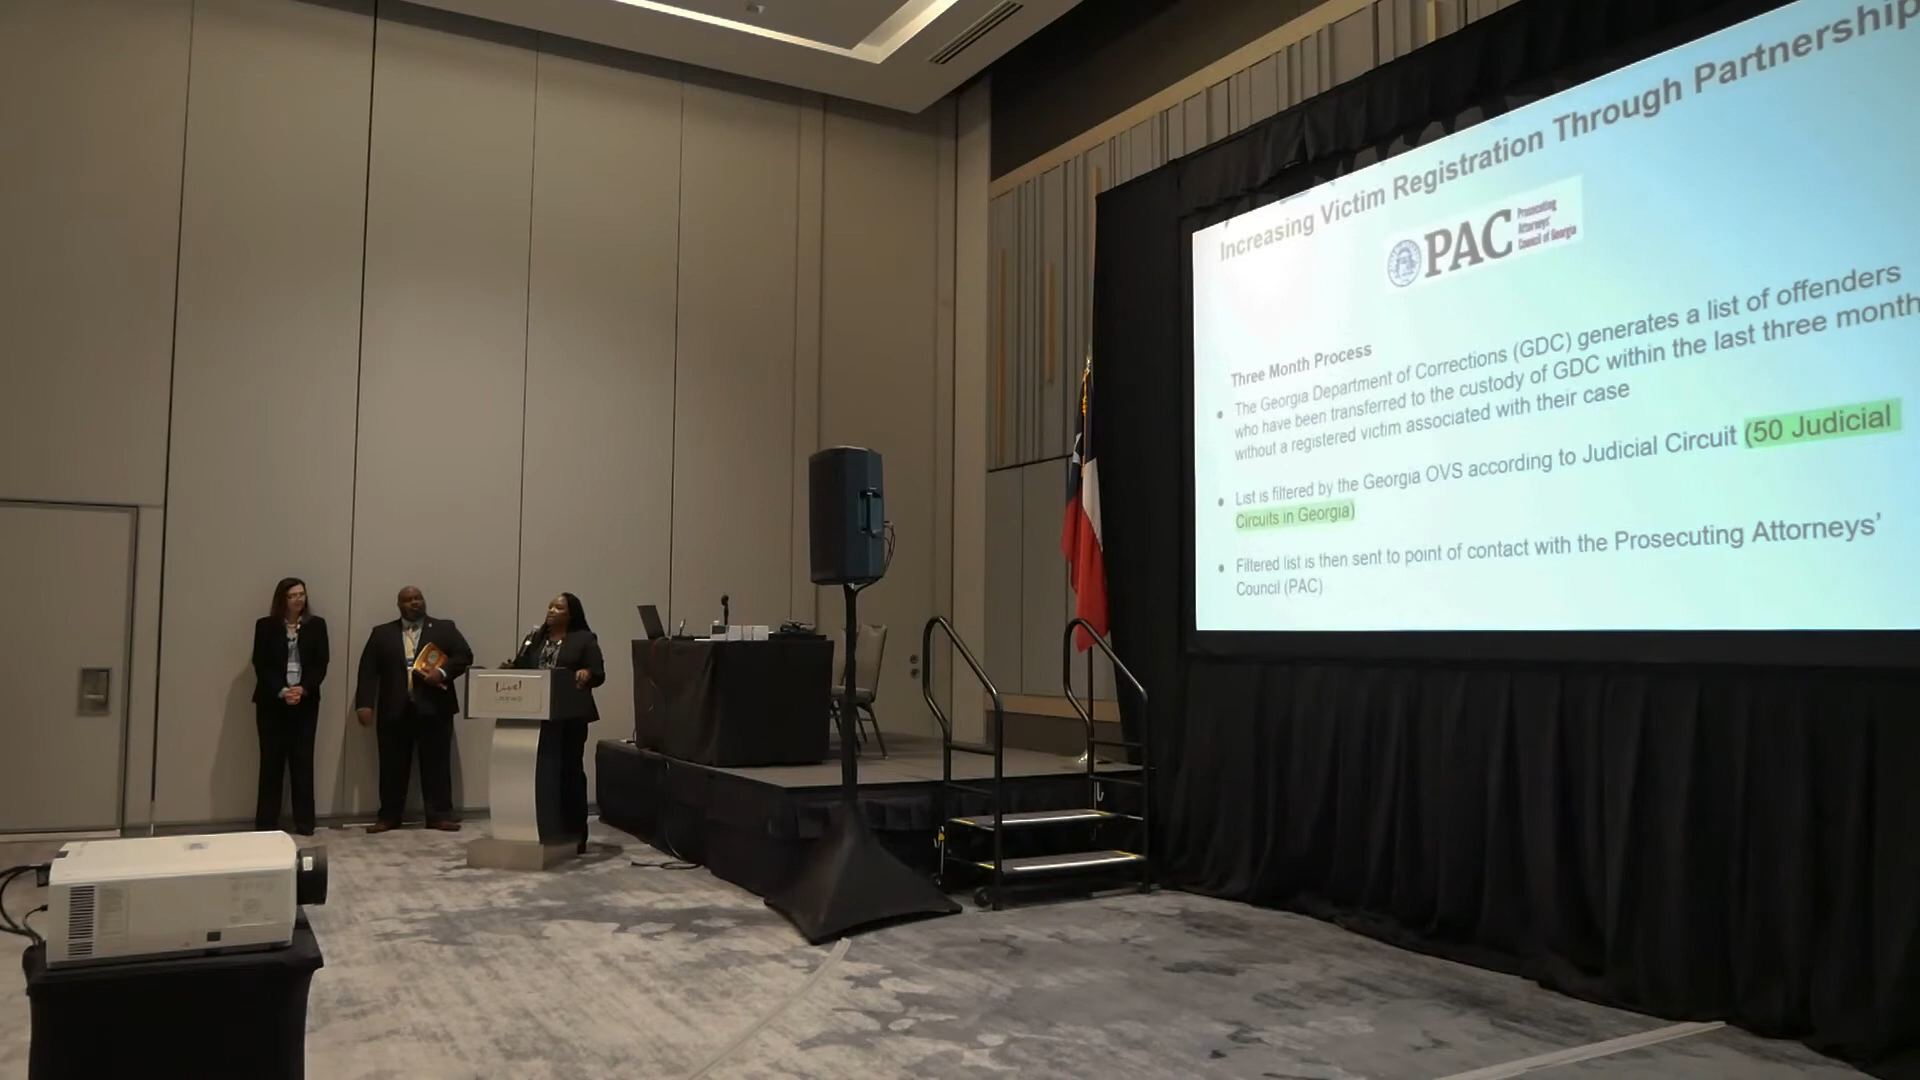 Increasing Victim Registration Through Partnership
PAC
Prosecuting
Attorneys'
Council of Georgia
Three Month Process
• The Georgia Department of Corrections (GDC) generates a list of offenders
who have been transferred to the custody of GDC within the last three month
without a registered victim associated with their case
• List is filtered by the Georgia OVS according to Judicial Circuit (50 Judicial
Circuits in Georgia)
• Filtered list is then sent to point of contact with the Prosecuting Attorneys'
Council (PAC)
Live!